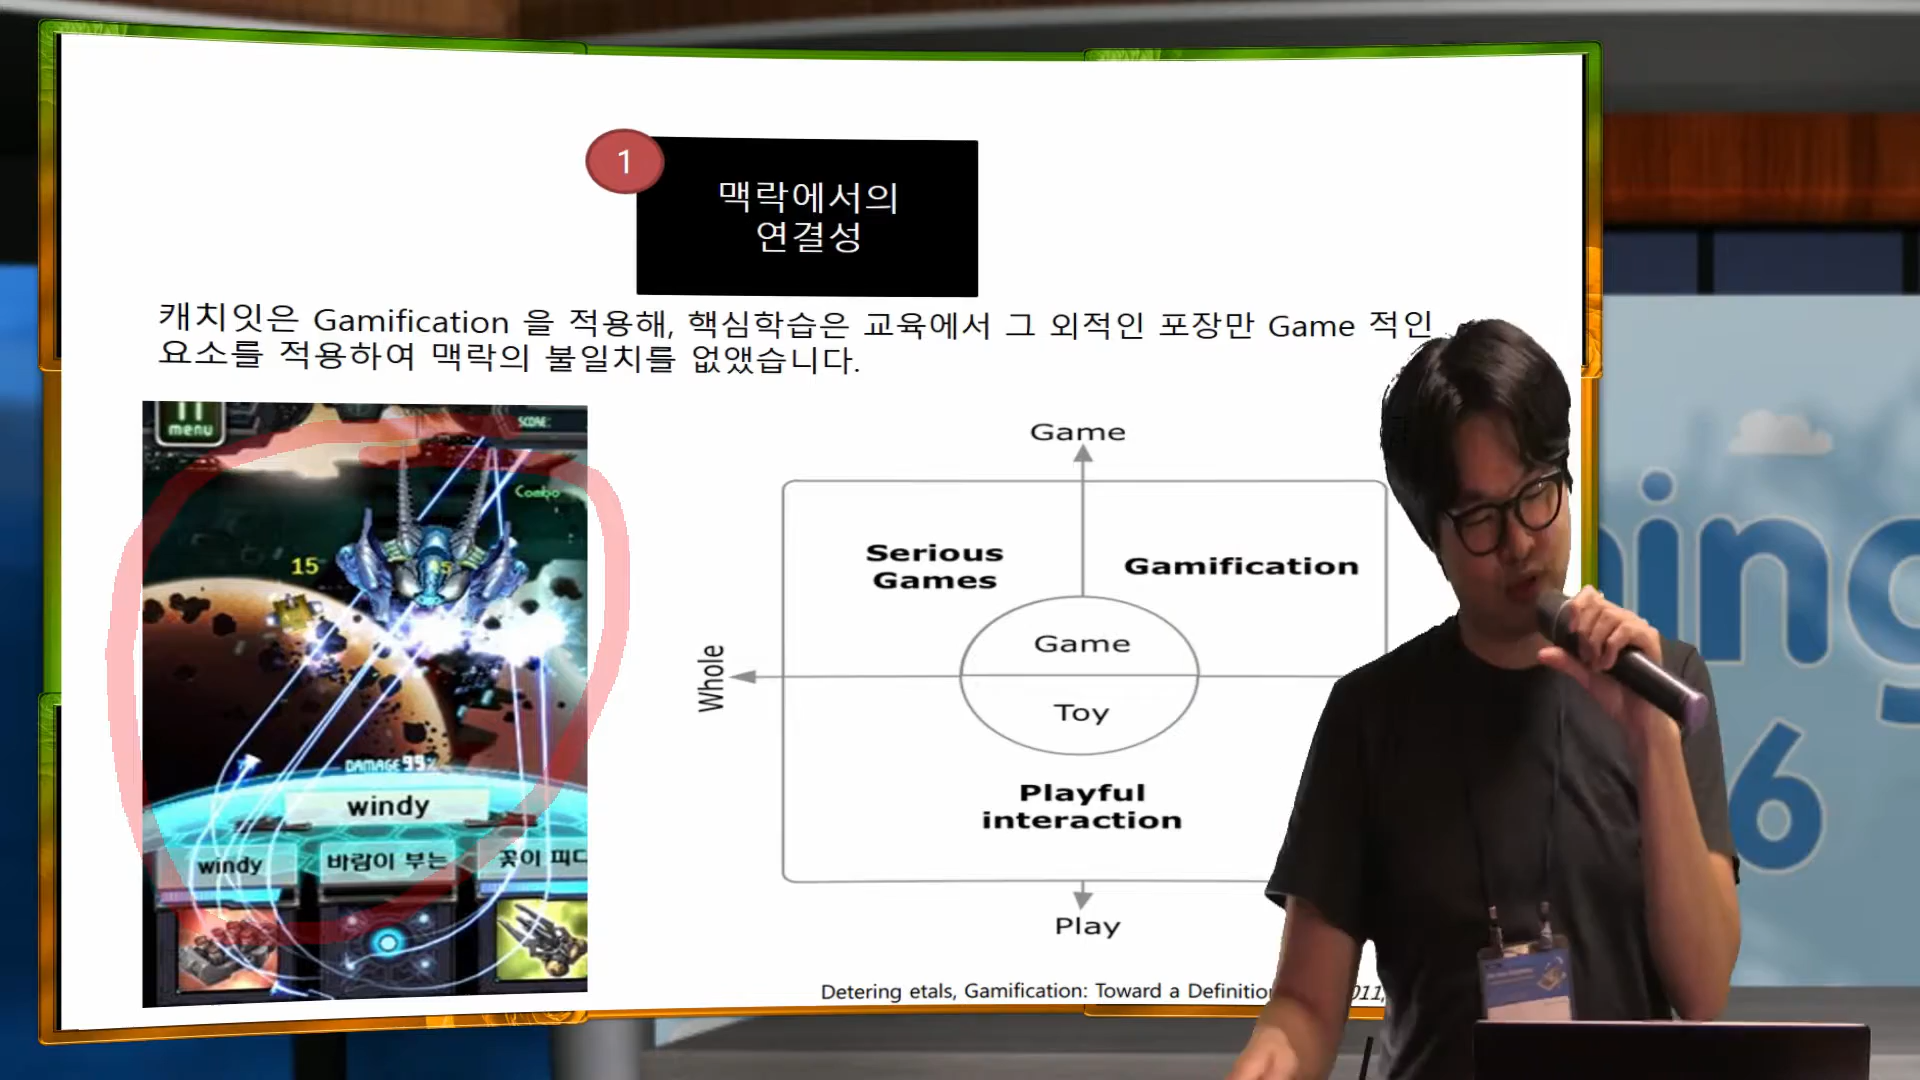 1
맥락에서의
연결성
캐치잇은 Gamification 을 적용해, 핵심학습은 교육에서 그 외적인 포장만 Game 적인
요소를 적용하여 맥락의 불일치를 없앴습니다.
menu
SCORE:
Combo
15
DAMAGE 99%
windy
windy
바람이 부는
꽃이 피
Game
Serious
Games
Gamification
Game
Whole
Toy
Playful
interaction
Play
Detering etals, Gamification: Toward a Definition
ing
6